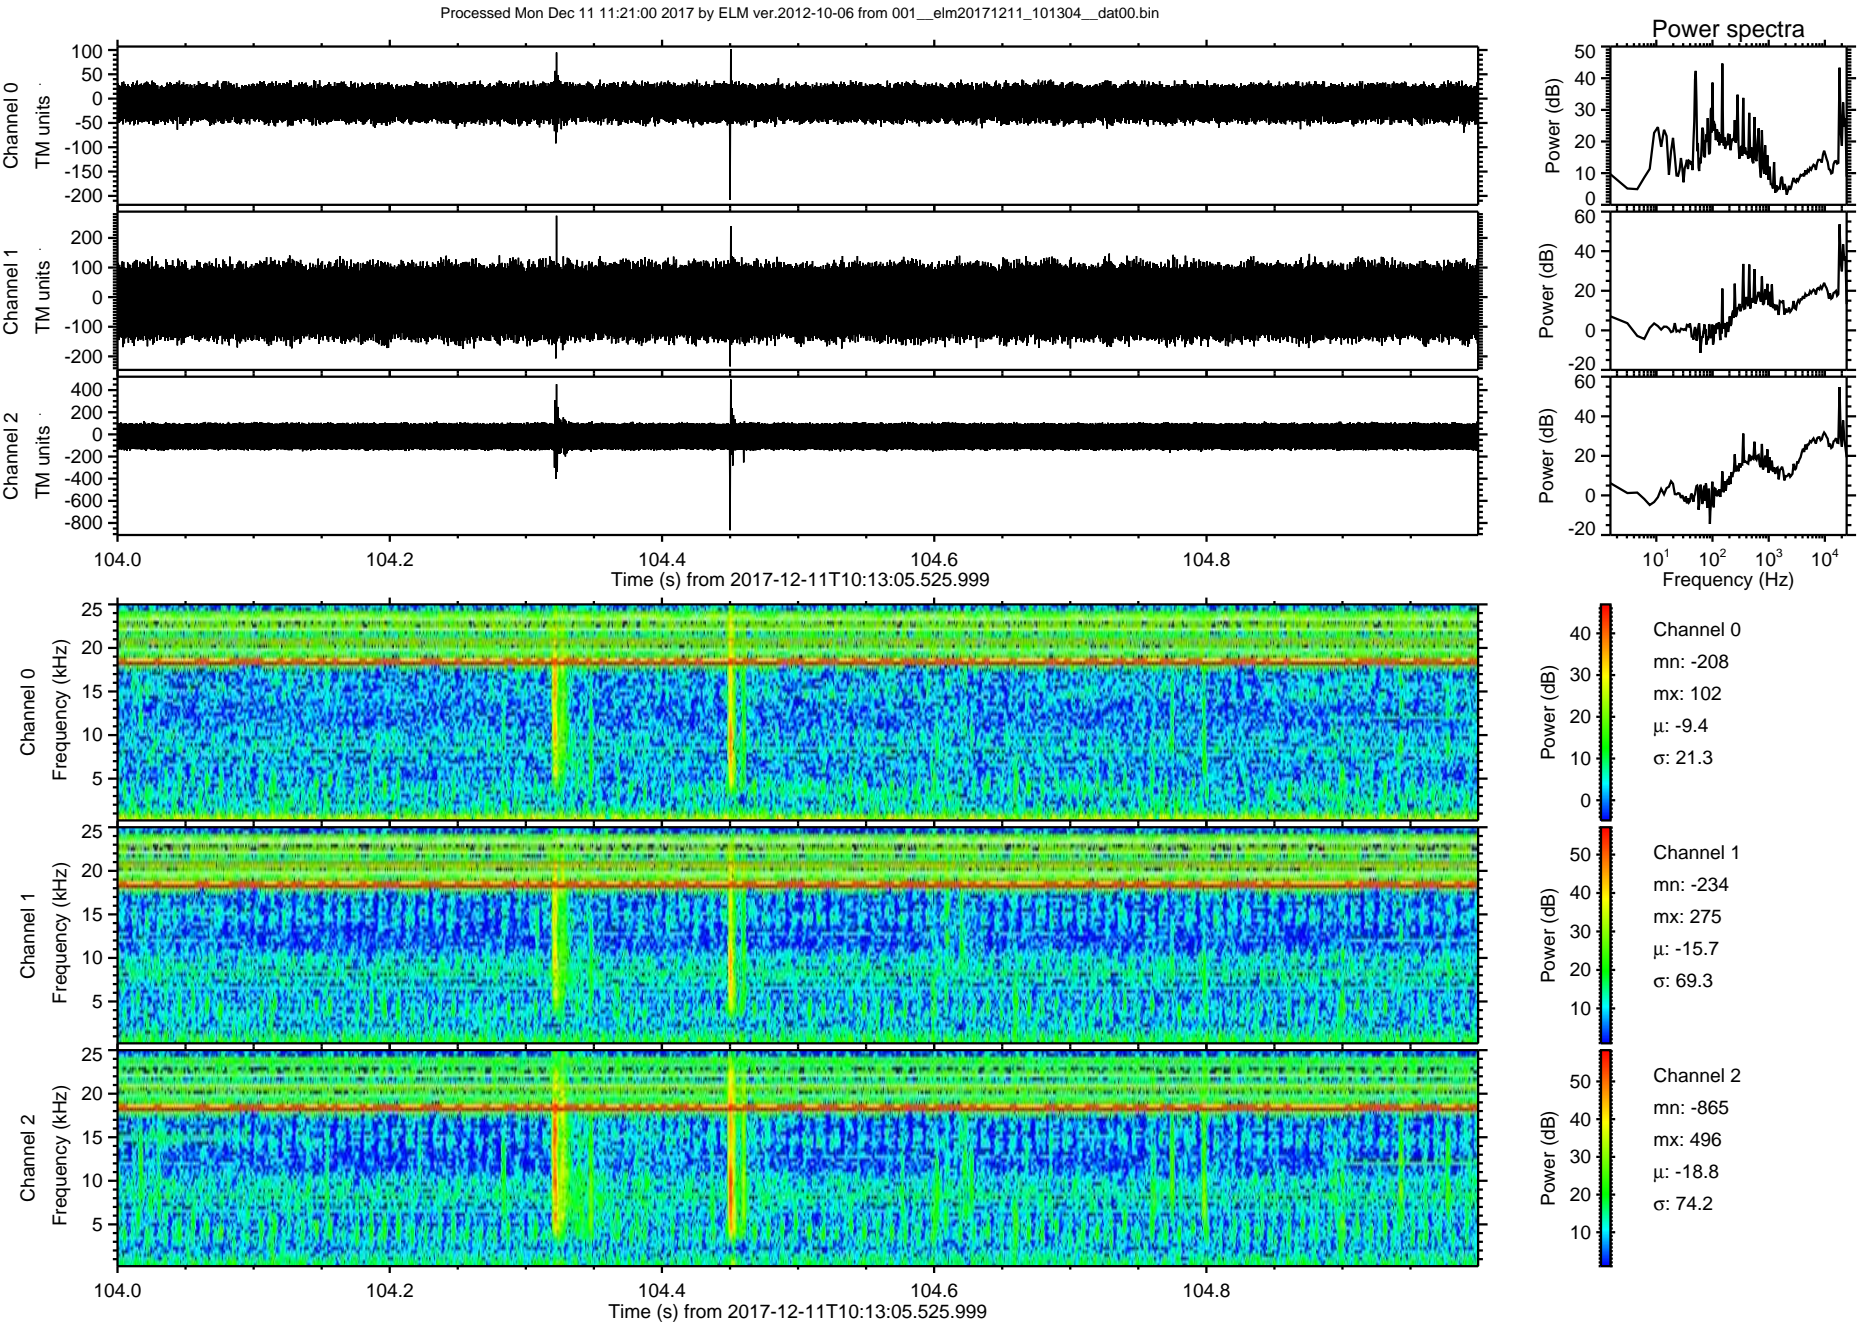 Processed Mon Dec 11 11:21:00 2017 by ELM ver.2012-10-06 from 001__elm20171211_101304__dat00.bin
Power spectra
Channel 0
TM units
100
50
0
-50
-100
-150
-200
Power (dB)
50
40
30
20
10
0
Channel 1
TM units
200
100
0
-100
-200
Power (dB)
60
40
20
0
-20
Channel 2
TM units
400
200
0
-200
-400
-600
-800
Power (dB)
60
40
20
0
-20
104.0 104.2 104.4 104.6 104.8
Time (s) from 2017-12-11T10:13:05.525.999
10^1 10^2 10^3 10^4
Frequency (Hz)
Channel 0
Frequency (kHz)
25
20
15
10
5
Power (dB)
40
30
20
10
0
Channel 0
mn: -208
mx: 102
μ: -9.4
σ: 21.3
Channel 1
Frequency (kHz)
25
20
15
10
5
Power (dB)
50
40
30
20
10
Channel 1
mn: -234
mx: 275
μ: -15.7
σ: 69.3
Channel 2
Frequency (kHz)
25
20
15
10
5
Power (dB)
50
40
30
20
10
Channel 2
mn: -865
mx: 496
μ: -18.8
σ: 74.2
104.0 104.2 104.4 104.6 104.8
Time (s) from 2017-12-11T10:13:05.525.999